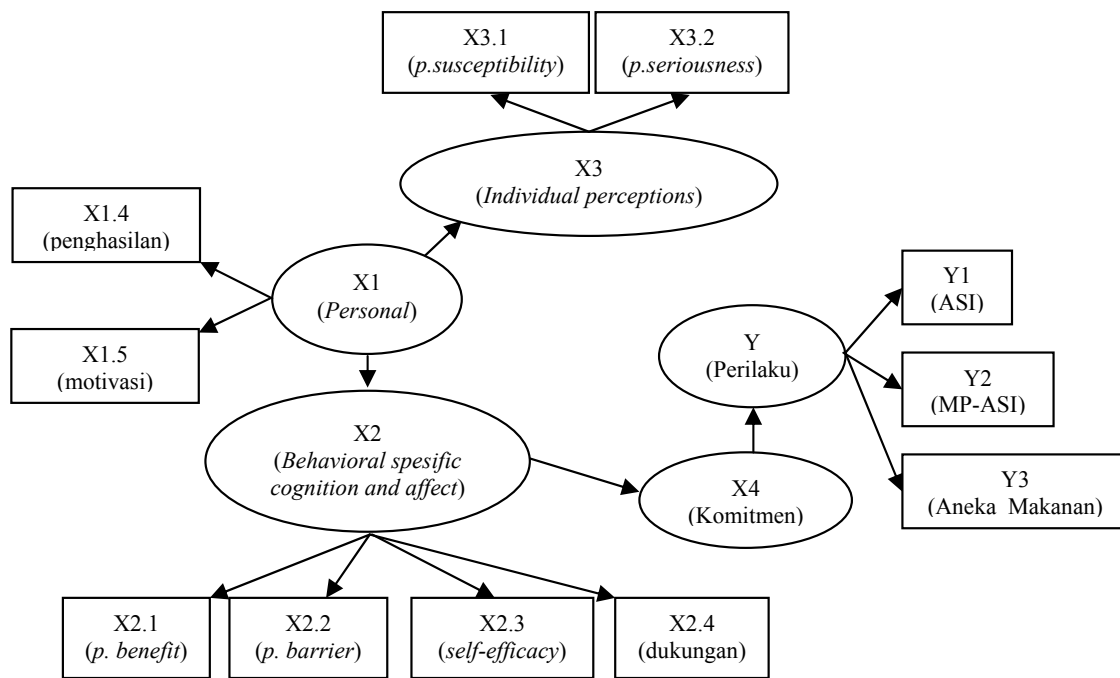 X3.1
(p.susceptibility)
X3.2
(p.seriousness)
X3
(Individual perceptions)
X1.4
(penghasilan)
X1
(Personal)
X1.5
(motivasi)
Y1
(ASI)
Y
(Perilaku)
Y2
(MP-ASI)
X2
(Behavioral spesific
cognition and affect)
X4
(Komitmen)
Y3
(Aneka Makanan)
X2.1
(p. benefit)
X2.2
(p. barrier)
X2.3
(self-efficacy)
X2.4
(dukungan)